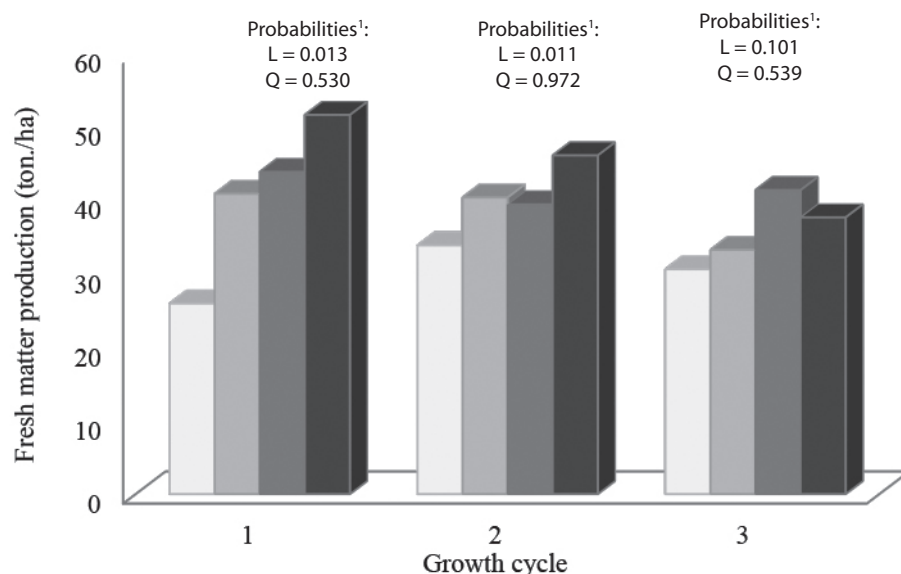 Probabilities¹:
L = 0.013
Q = 0.530
Probabilities¹:
L = 0.011
Q = 0.972
Probabilities¹:
L = 0.101
Q = 0.539
Fresh matter production (ton./ha)
60
50
40
30
20
10
0
1
2
3
Growth cycle